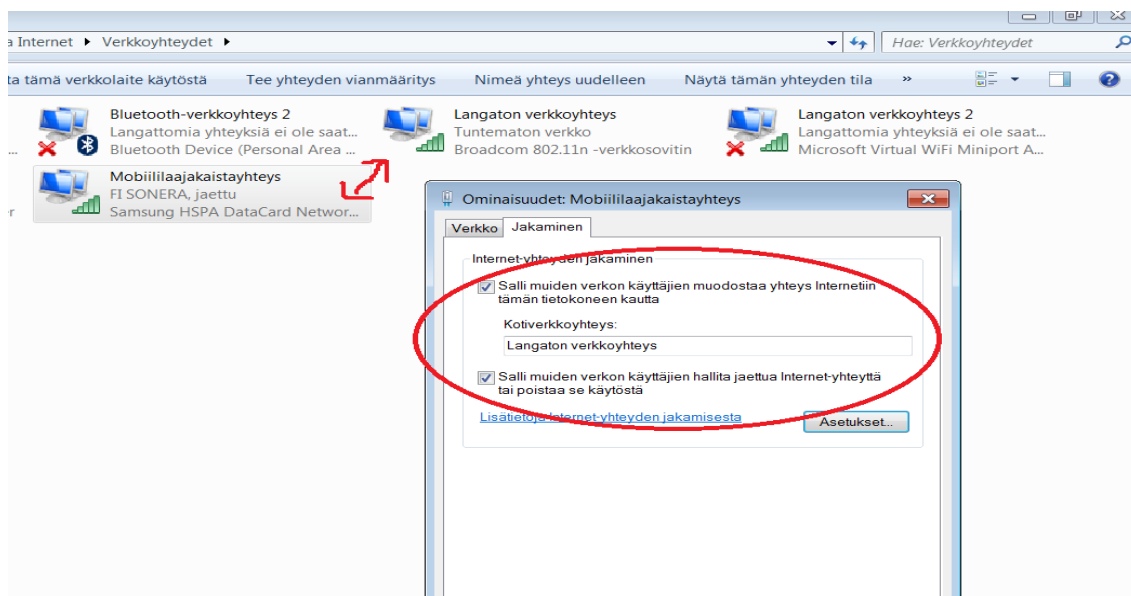 a Internet ▸ Verkkoyhteydet ▸
Hae: Verkkoyhteydet
ta tämä verkkolaite käytöstä Tee yhteyden vianmääritys Nimeä yhteys uudelleen Näytä tämän yhteyden tila »
Bluetooth-verkkoyhteys 2
Langattomia yhteyksiä ei ole saat...
Bluetooth Device (Personal Area ...
Langaton verkkoyhteys
Tuntematon verkko
Broadcom 802.11n -verkkosovitin
Langaton verkkoyhteys 2
Langattomia yhteyksiä ei ole saat...
Microsoft Virtual WiFi Miniport A...
...
Mobiililaajakaistayhteys
FI SONERA, jaettu
Samsung HSPA DataCard Networ...
Ominaisuudet: Mobiililaajakaistayhteys
Verkko Jakaminen
Internet-yhteyden jakaminen
Salli muiden verkon käyttäjien muodostaa yhteys Internetiin
tämän tietokoneen kautta
Kotiverkkoyhteys:
Langaton verkkoyhteys
Salli muiden verkon käyttäjien hallita jaettua Internet-yhteyttä
tai poistaa se käytöstä
Lisätietoja Internet-yhteyden jakamisesta
Asetukset...